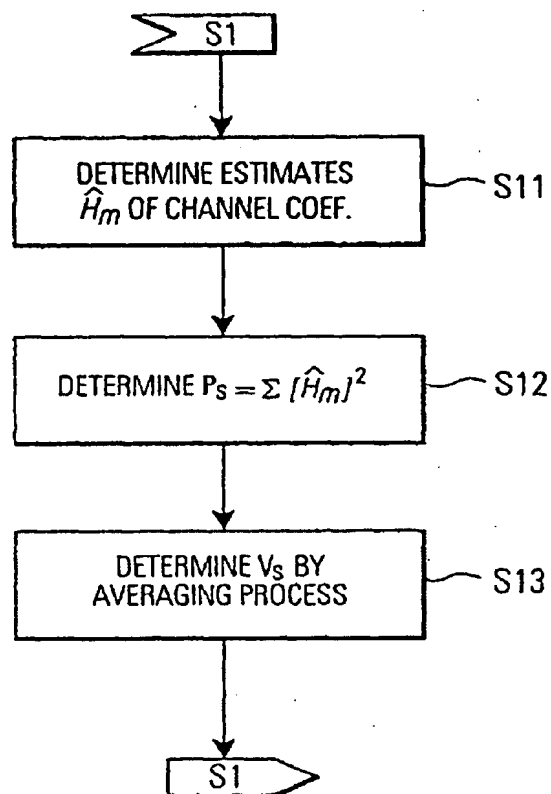 S1
DETERMINE ESTIMATES
Ĥm OF CHANNEL COEF.
S11
DETERMINE PS = Σ [Ĥm]²
S12
DETERMINE VS BY
AVERAGING PROCESS
S13
S1